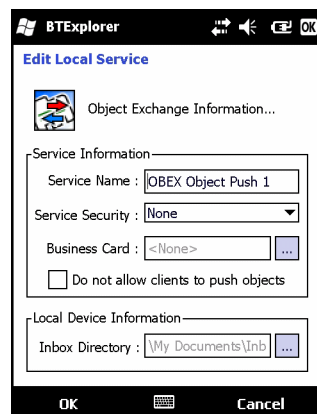 BTExplorer OK
Edit Local Service
Object Exchange Information...
Service Information
Service Name : OBEX Object Push 1
Service Security : None
Business Card : <None> ...
Do not allow clients to push objects
Local Device Information
Inbox Directory : \My Documents\Inb ...
OK Cancel